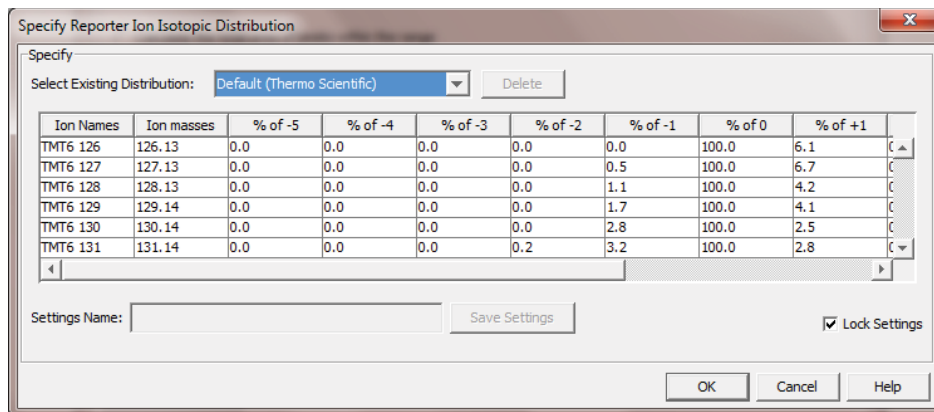 Specify Reporter Ion Isotopic Distribution
Specify
Select Existing Distribution: Default (Thermo Scientific) Delete
Ion Names Ion masses % of -5 % of -4 % of -3 % of -2 % of -1 % of 0 % of +1
TMT6 126 126.13 0.0 0.0 0.0 0.0 0.0 100.0 6.1
TMT6 127 127.13 0.0 0.0 0.0 0.0 0.5 100.0 6.7
TMT6 128 128.13 0.0 0.0 0.0 0.0 1.1 100.0 4.2
TMT6 129 129.14 0.0 0.0 0.0 0.0 1.7 100.0 4.1
TMT6 130 130.14 0.0 0.0 0.0 0.0 2.8 100.0 2.5
TMT6 131 131.14 0.0 0.0 0.0 0.2 3.2 100.0 2.8
Settings Name: Save Settings Lock Settings
OK Cancel Help